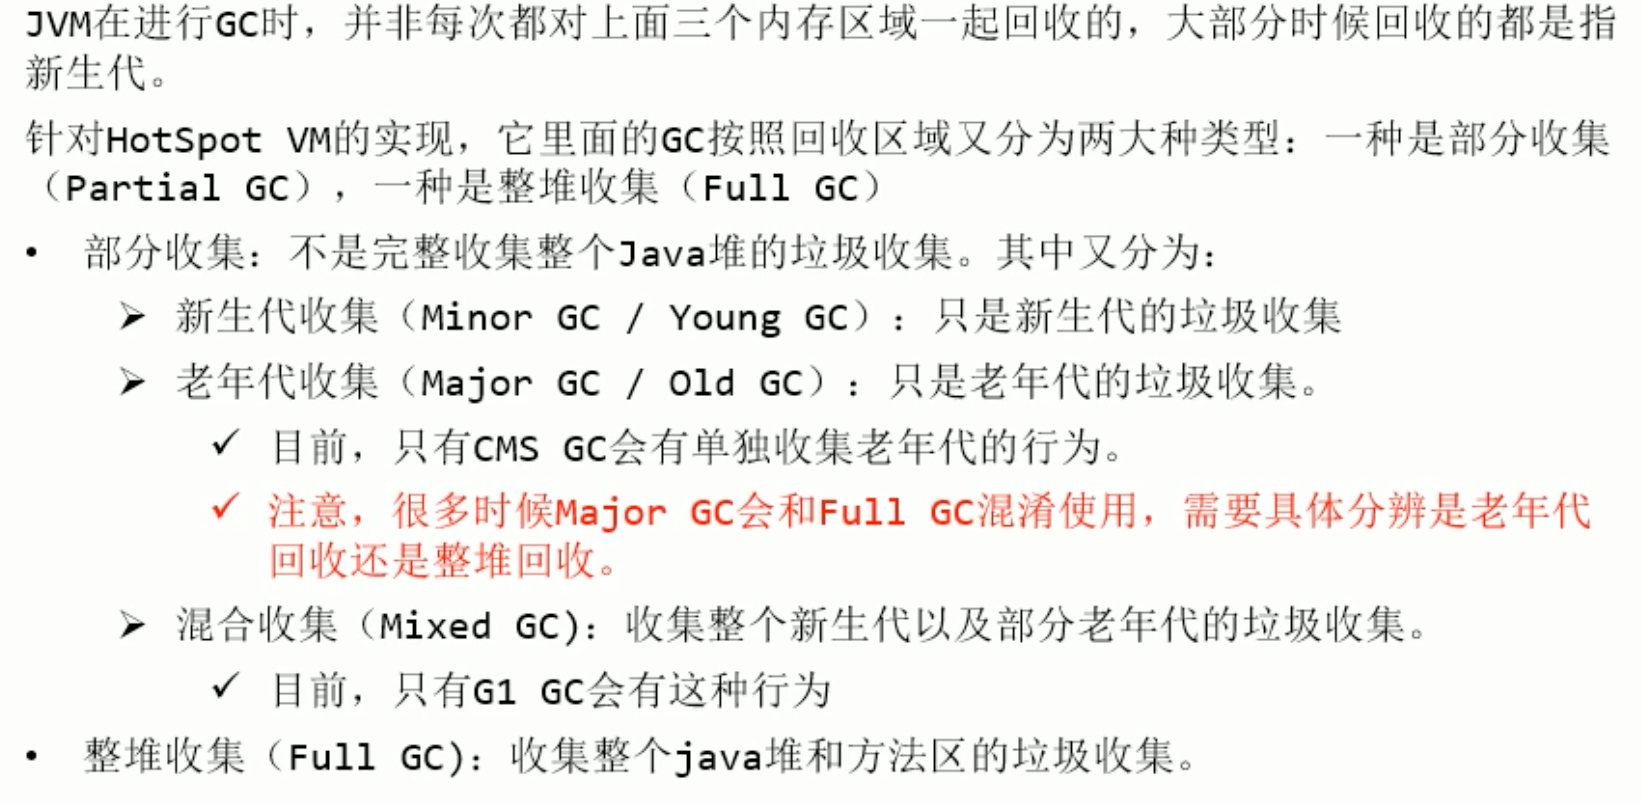 JVM在进行GC时，并非每次都对上面三个内存区域一起回收的，大部分时候回收的都是指
新生代。
针对HotSpot VM的实现，它里面的GC按照回收区域又分为两大种类型：一种是部分收集
（Partial GC），一种是整堆收集（Full GC）
• 部分收集：不是完整收集整个Java堆的垃圾收集。其中又分为：
➢ 新生代收集（Minor GC / Young GC）：只是新生代的垃圾收集
➢ 老年代收集（Major GC / Old GC）：只是老年代的垃圾收集。
✓ 目前，只有CMS GC会有单独收集老年代的行为。
✓ 注意，很多时候Major GC会和Full GC混淆使用，需要具体分辨是老年代
回收还是整堆回收。
➢ 混合收集（Mixed GC)：收集整个新生代以及部分老年代的垃圾收集。
✓ 目前，只有G1 GC会有这种行为
• 整堆收集（Full GC)：收集整个java堆和方法区的垃圾收集。